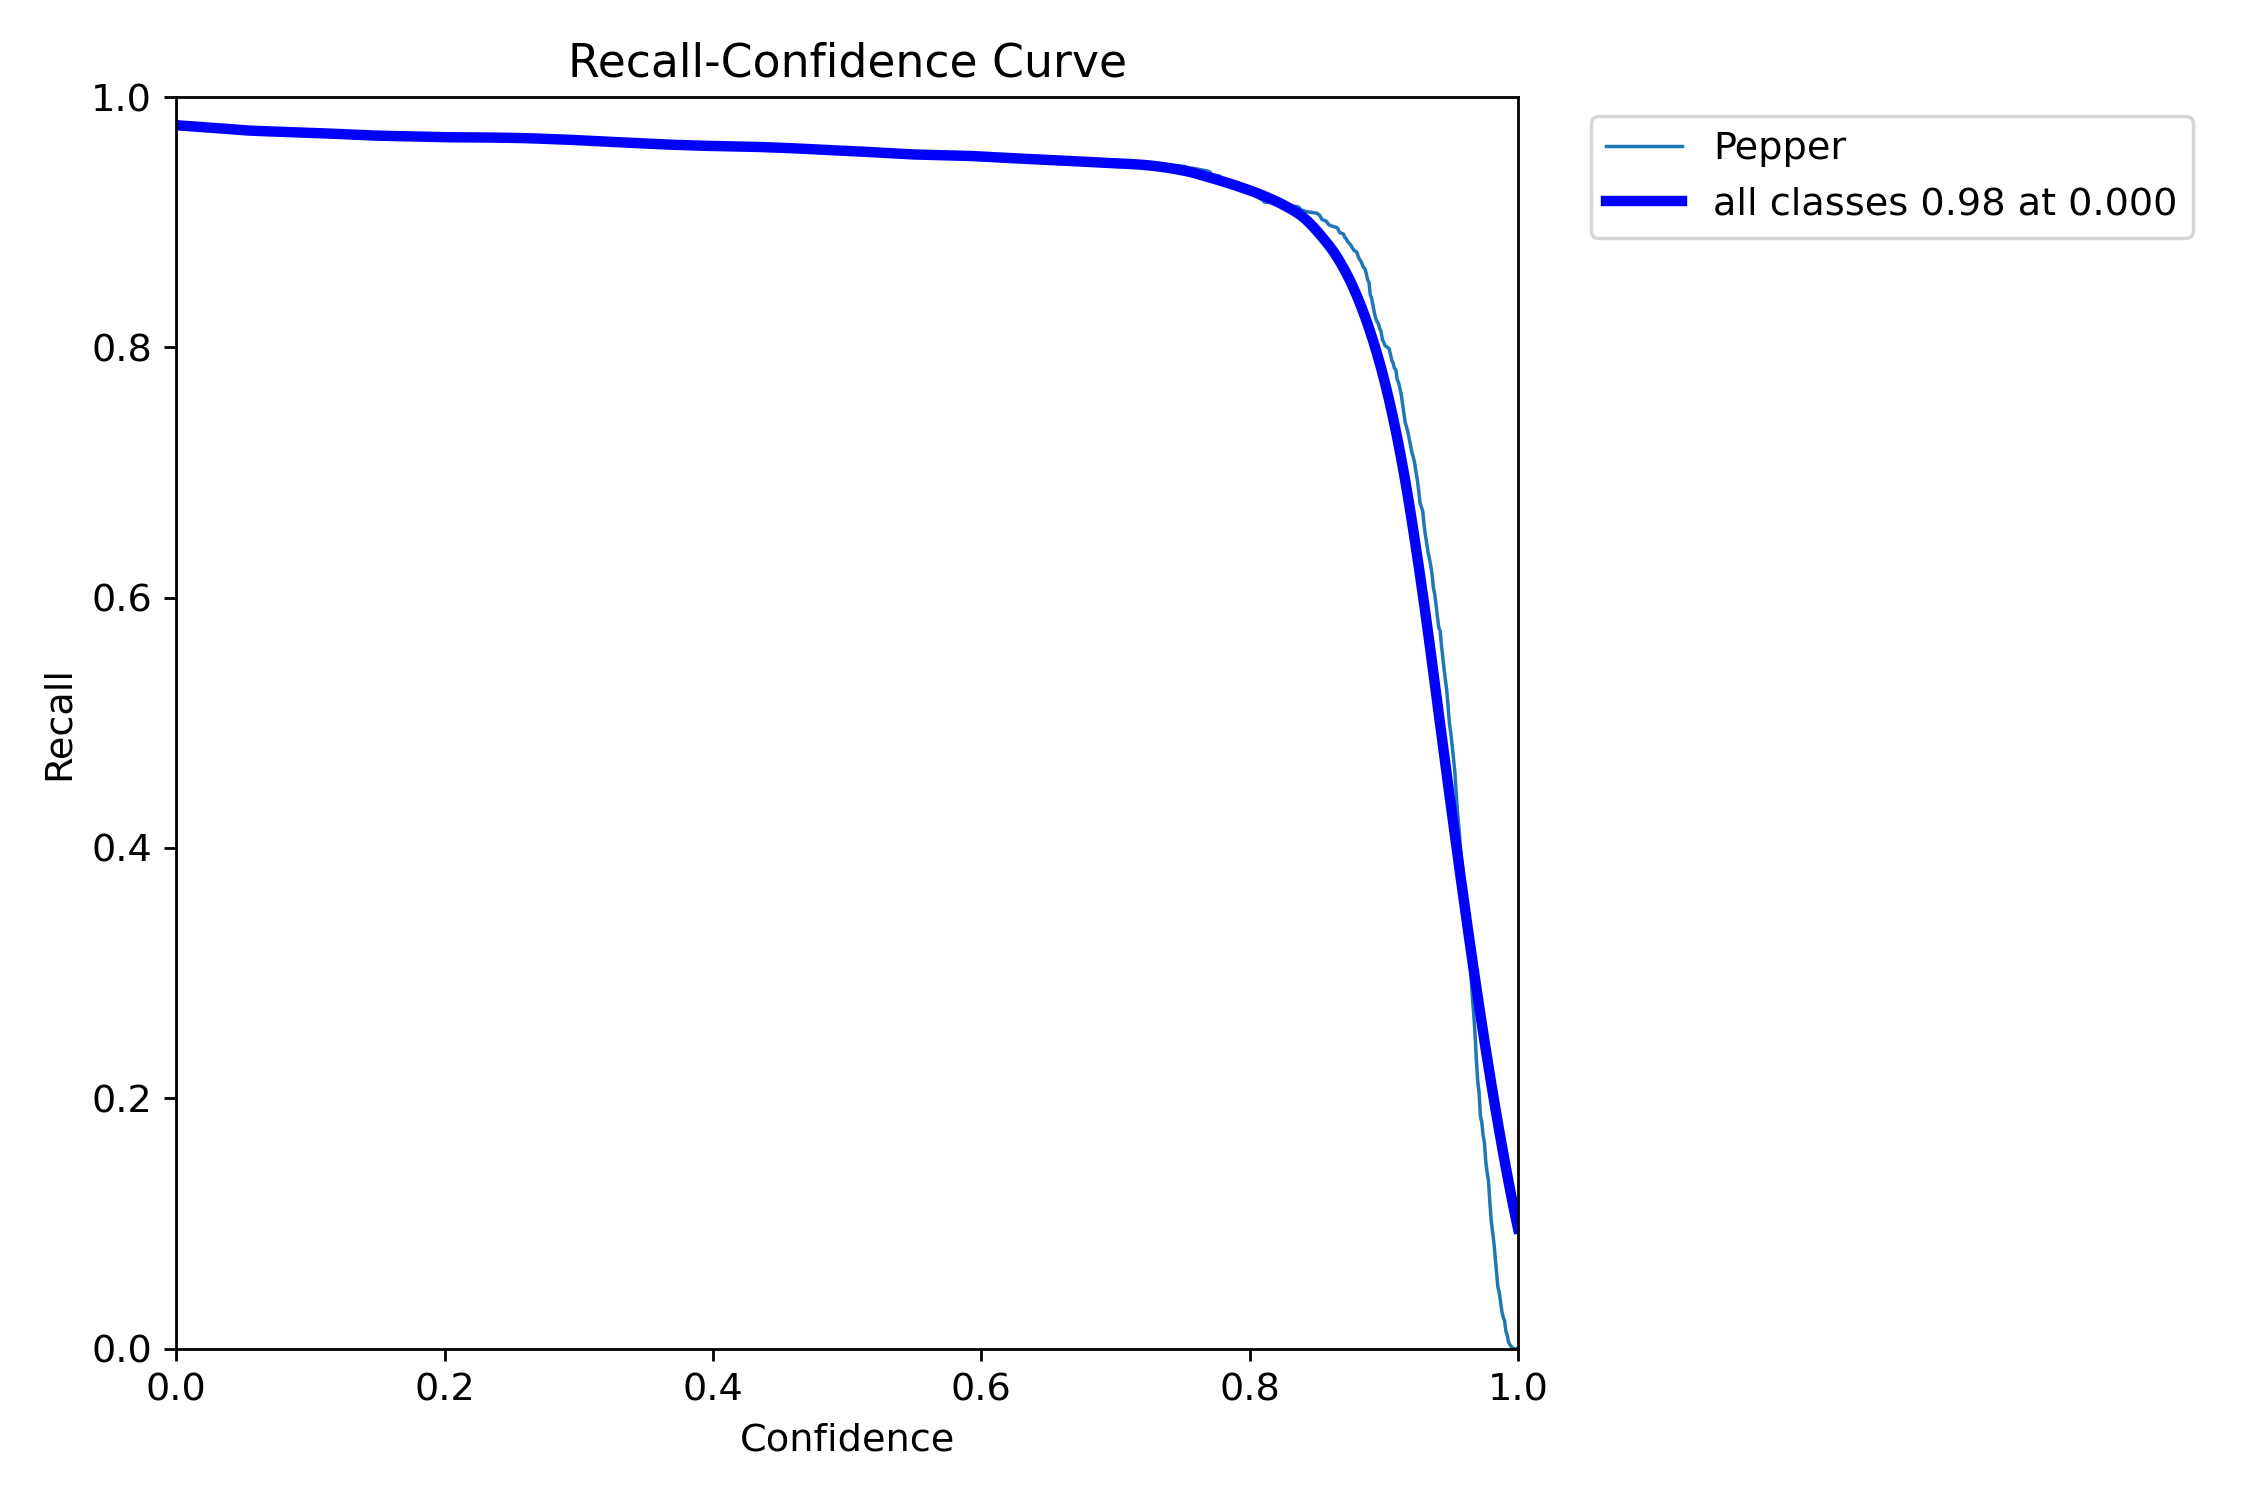 Recall-Confidence Curve
1.0
0.8
0.6
0.4
0.2
0.0
Recall
0.0 0.2 0.4 0.6 0.8 1.0
Confidence
Pepper
all classes 0.98 at 0.000